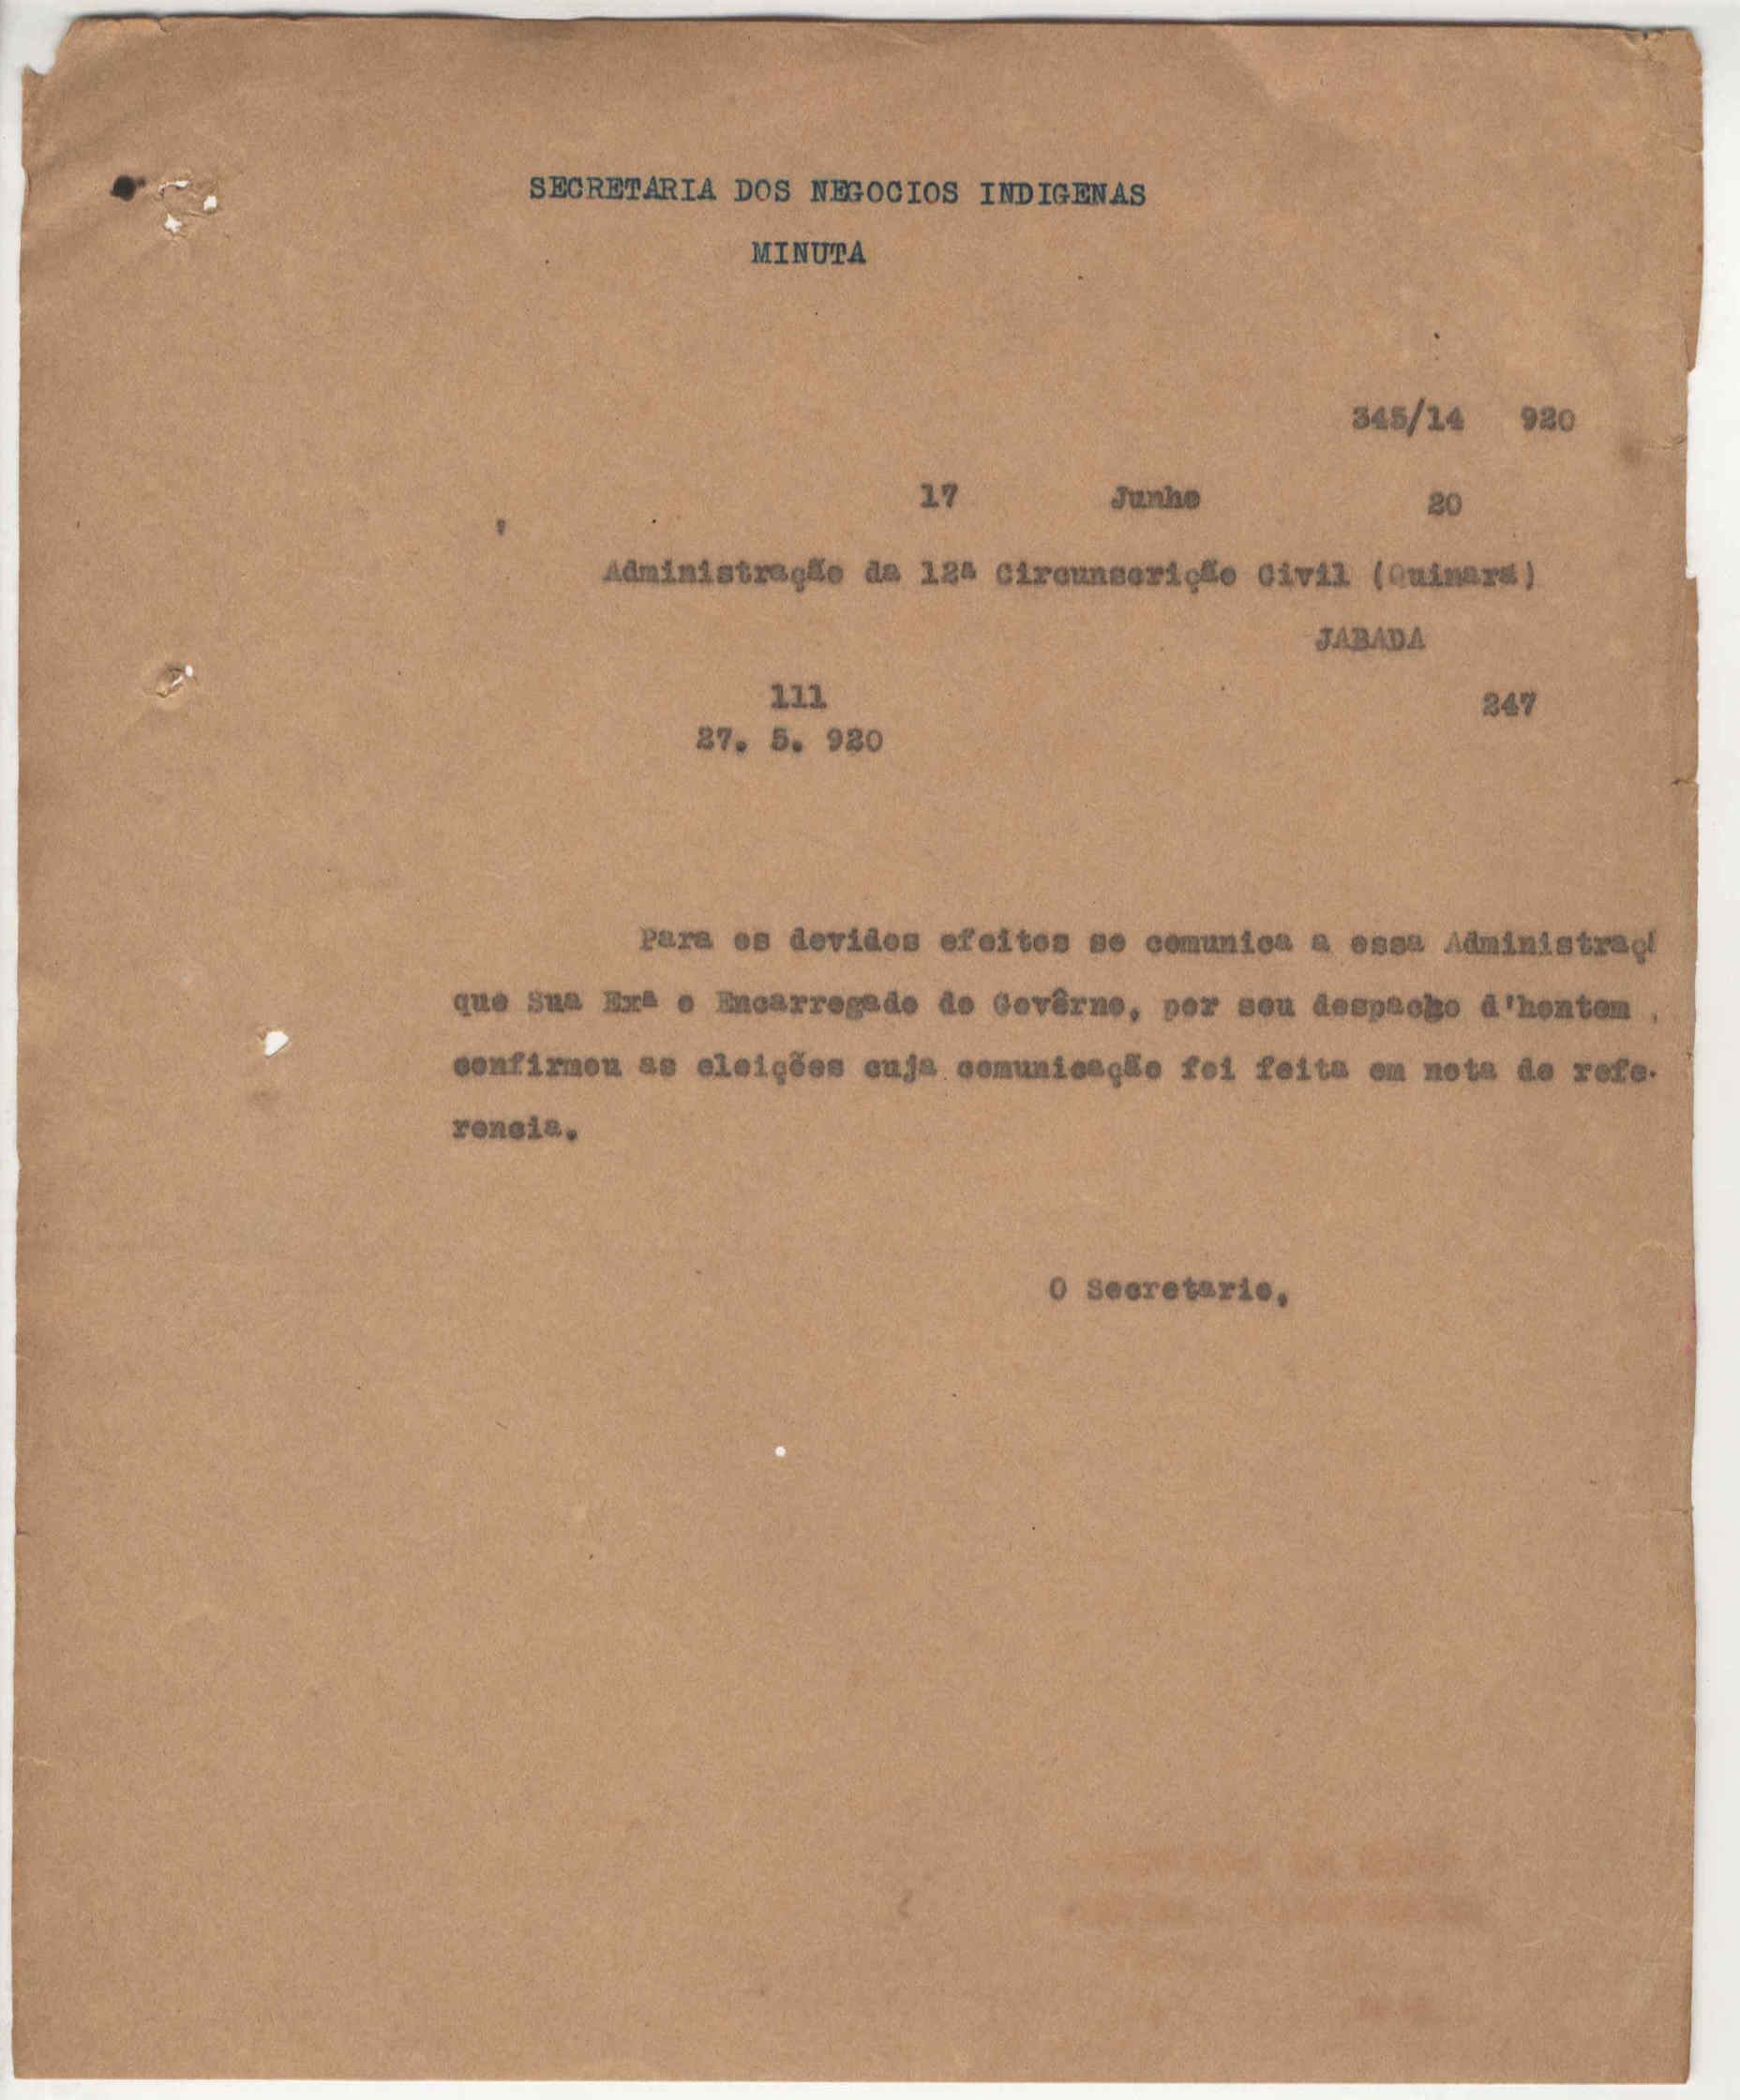 SECRETARIA DOS NEGOCIOS INDIGENAS
MINUTA
345/14 920
17 Junho 20
Administração da 12ª Circunscrição Civil (Quinara)
JABADA
111 247
27. 5. 920
Para os devidos efeitos se comunica a essa Administraç
que Sua Exª o Encarregado do Govêrno, por seu despacho d'hontem ,
confirmou as eleições cuja comunicação foi feita em nota de refe-
rencia.
O Secretario,